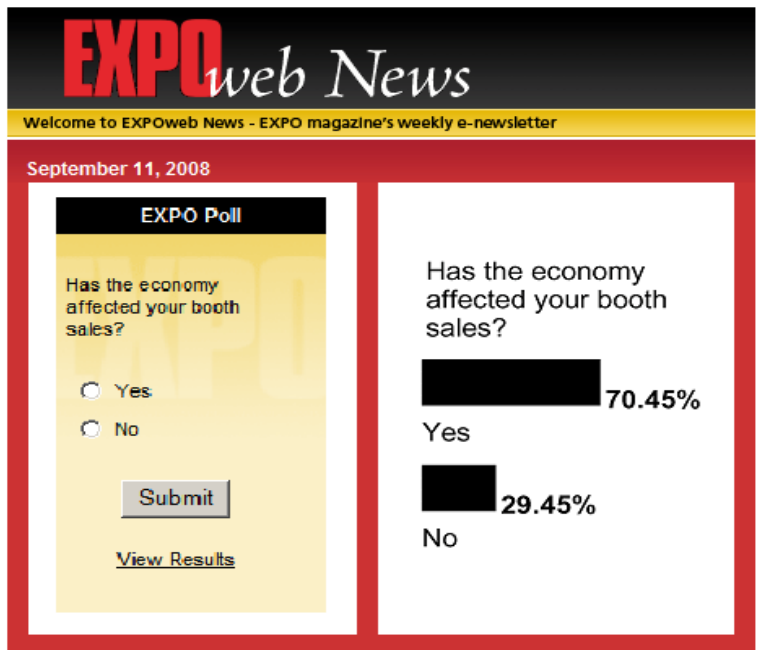 EXPOweb News
Welcome to EXPOweb News - EXPO magazine's weekly e-newsletter
September 11, 2008
EXPO Poll
EXPO
Has the economy
affected your booth
sales?
Yes
No
Submit
View Results
Has the economy
affected your booth
sales?
70.45%
Yes
29.45%
No